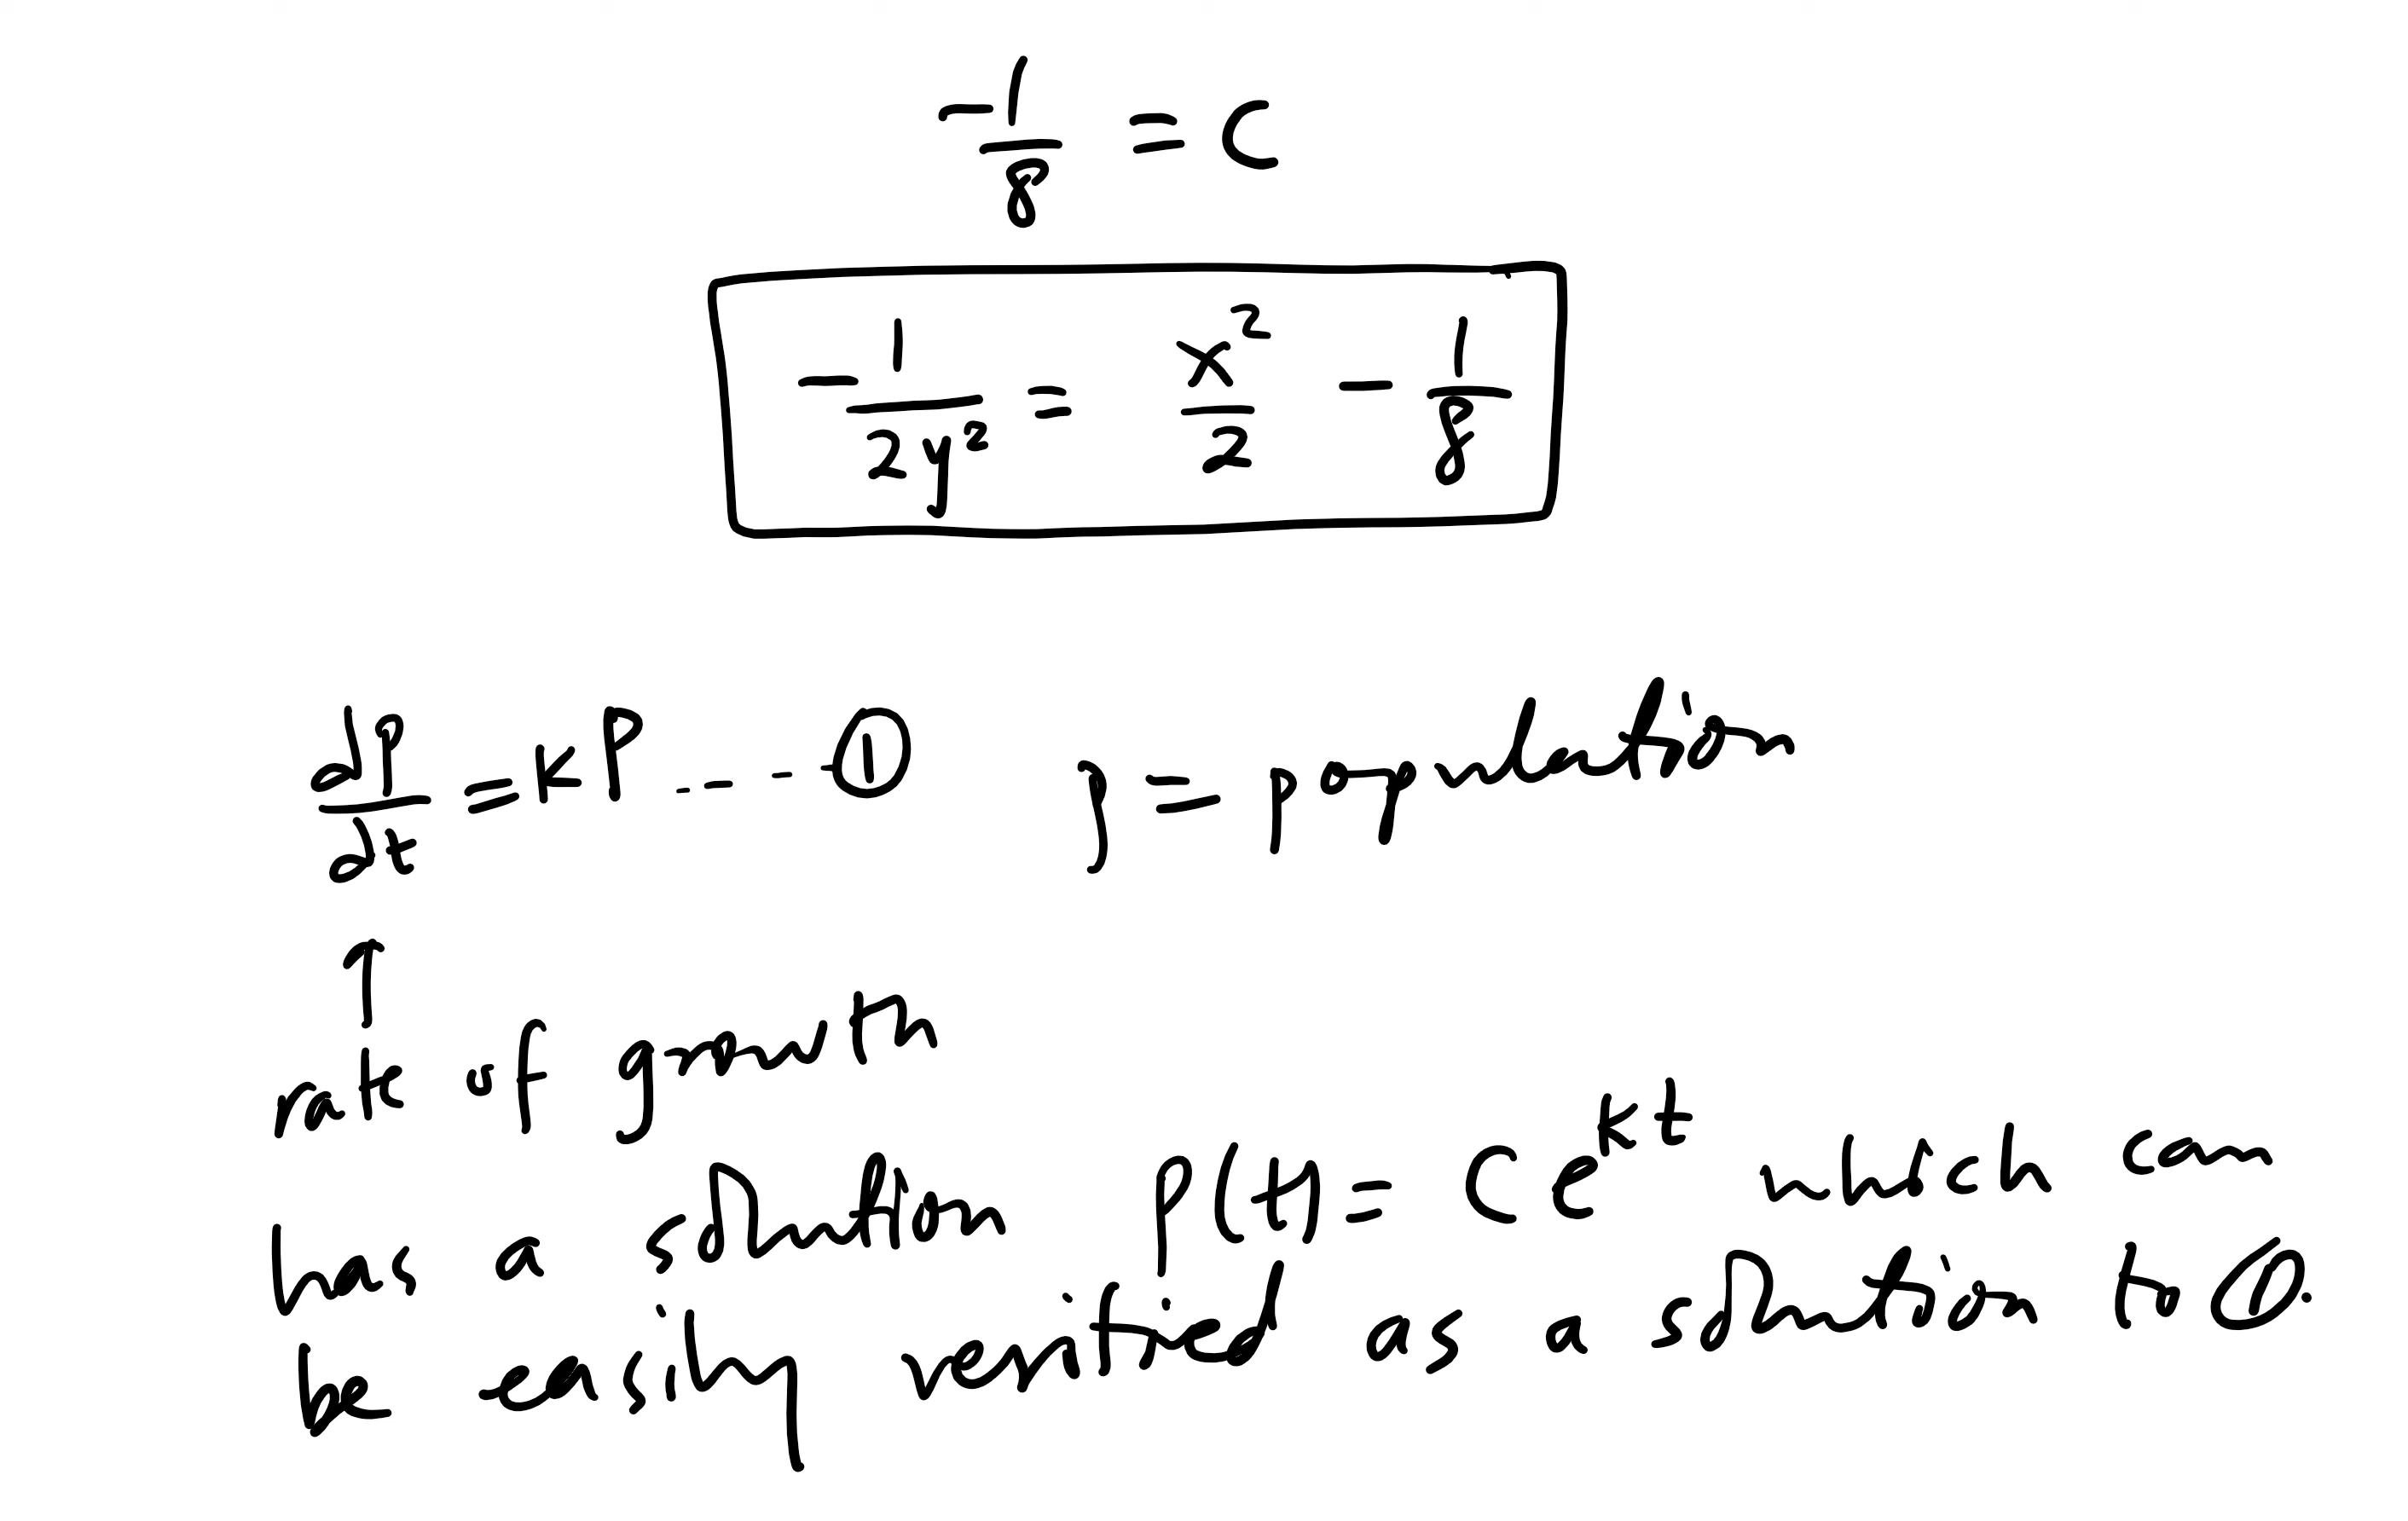 -1/8 = C
-1/(2y²) = x²/2 - 1/8
dP/dt = KP --- ① P = population
↑
rate of growth
has a solution P(t) = Ce^{kt} which can
be easily verified as a solution to ①.